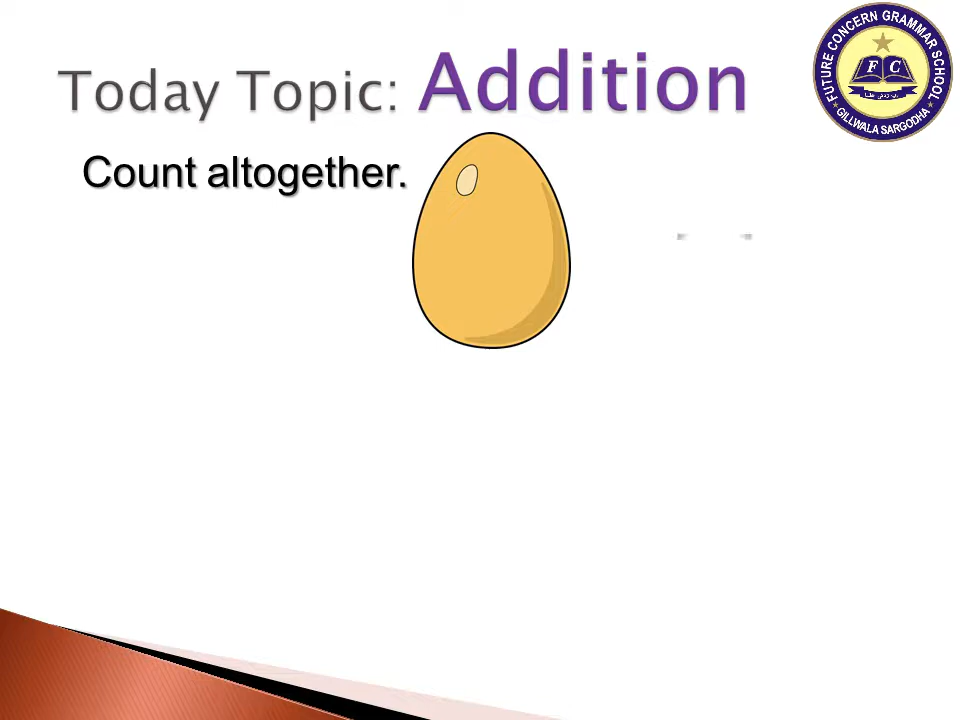 Today Topic: Addition
Count altogether.
FUTURE CONCERN GRAMMAR SCHOOL
F C
GILLWALA SARGODHA